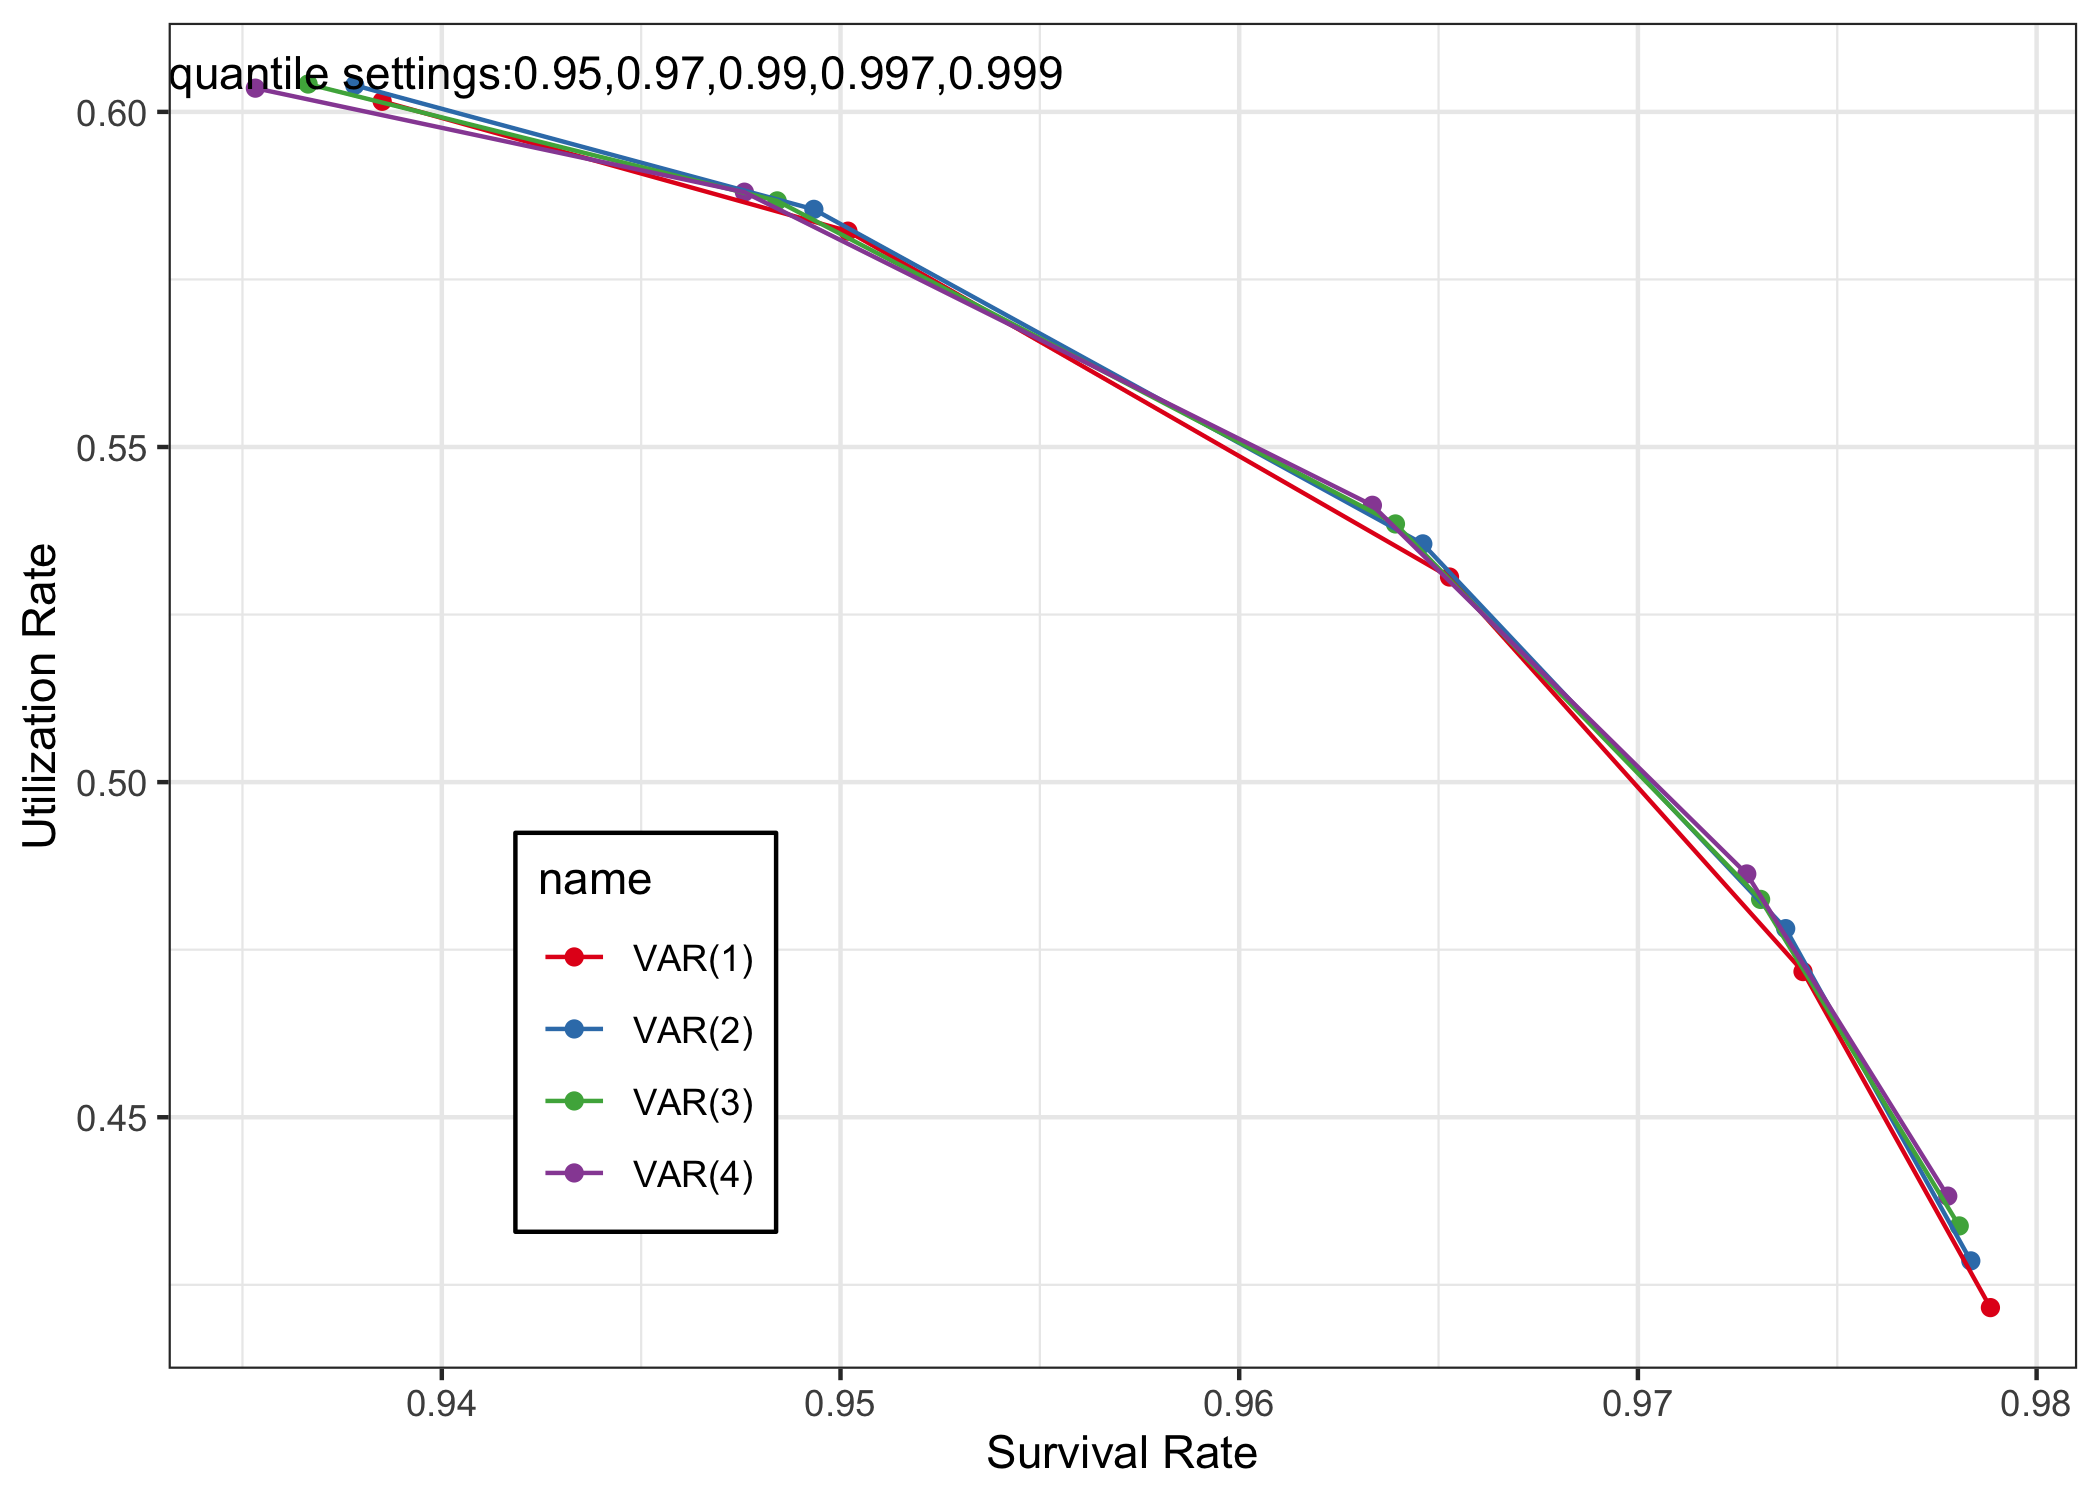 quantile settings:0.95,0.97,0.99,0.997,0.999
0.60
0.55
0.50
0.45
Utilization Rate
name
VAR(1)
VAR(2)
VAR(3)
VAR(4)
0.94
0.95
0.96
0.97
0.98
Survival Rate